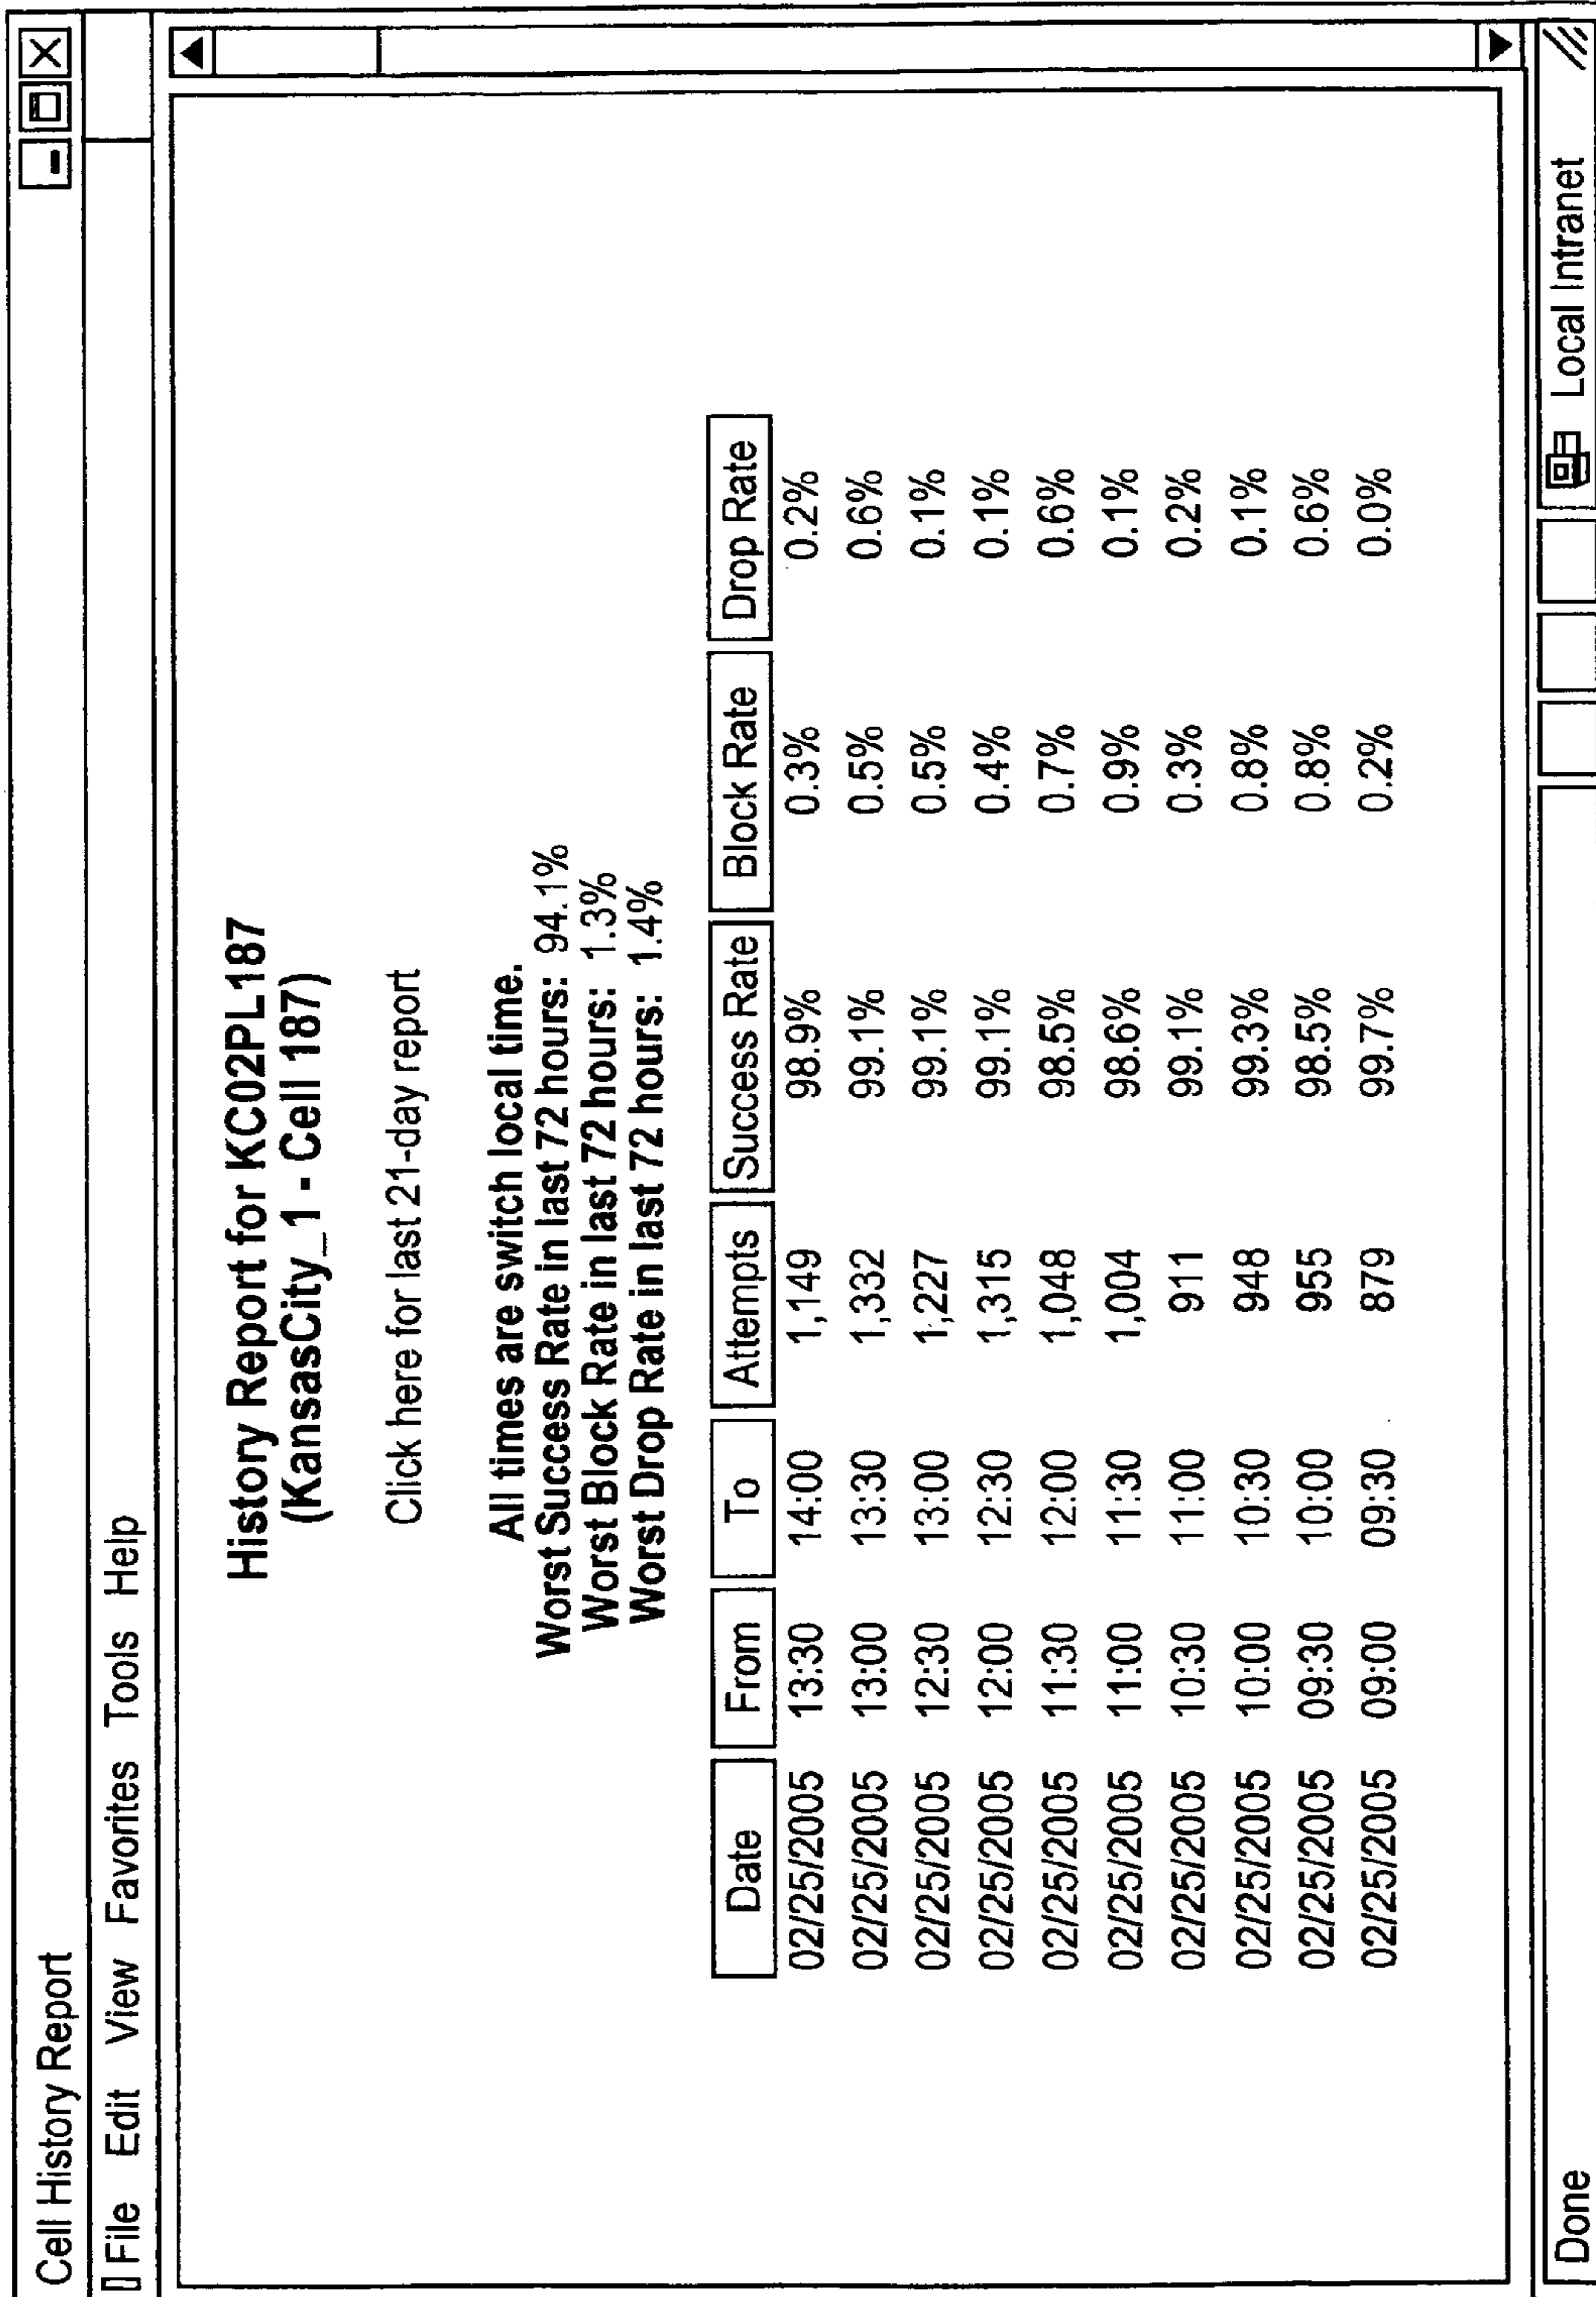 Cell History Report
File Edit View Favorites Tools Help
History Report for KC02PL187
(KansasCity_1 - Cell 187)
Click here for last 21-day report
All times are switch local time.
Worst Success Rate in last 72 hours: 94.1%
Worst Block Rate in last 72 hours: 1.3%
Worst Drop Rate in last 72 hours: 1.4%
Date From To Attempts Success Rate Block Rate Drop Rate
02/25/2005 13:30 14:00 1,149 98.9% 0.3% 0.2%
02/25/2005 13:00 13:30 1,332 99.1% 0.5% 0.6%
02/25/2005 12:30 13:00 1,227 99.1% 0.5% 0.1%
02/25/2005 12:00 12:30 1,315 99.1% 0.4% 0.1%
02/25/2005 11:30 12:00 1,048 98.5% 0.7% 0.6%
02/25/2005 11:00 11:30 1,004 98.6% 0.9% 0.1%
02/25/2005 10:30 11:00 911 99.1% 0.3% 0.2%
02/25/2005 10:00 10:30 948 99.3% 0.8% 0.1%
02/25/2005 09:30 10:00 955 98.5% 0.8% 0.6%
02/25/2005 09:00 09:30 879 99.7% 0.2% 0.0%
Done Local Intranet